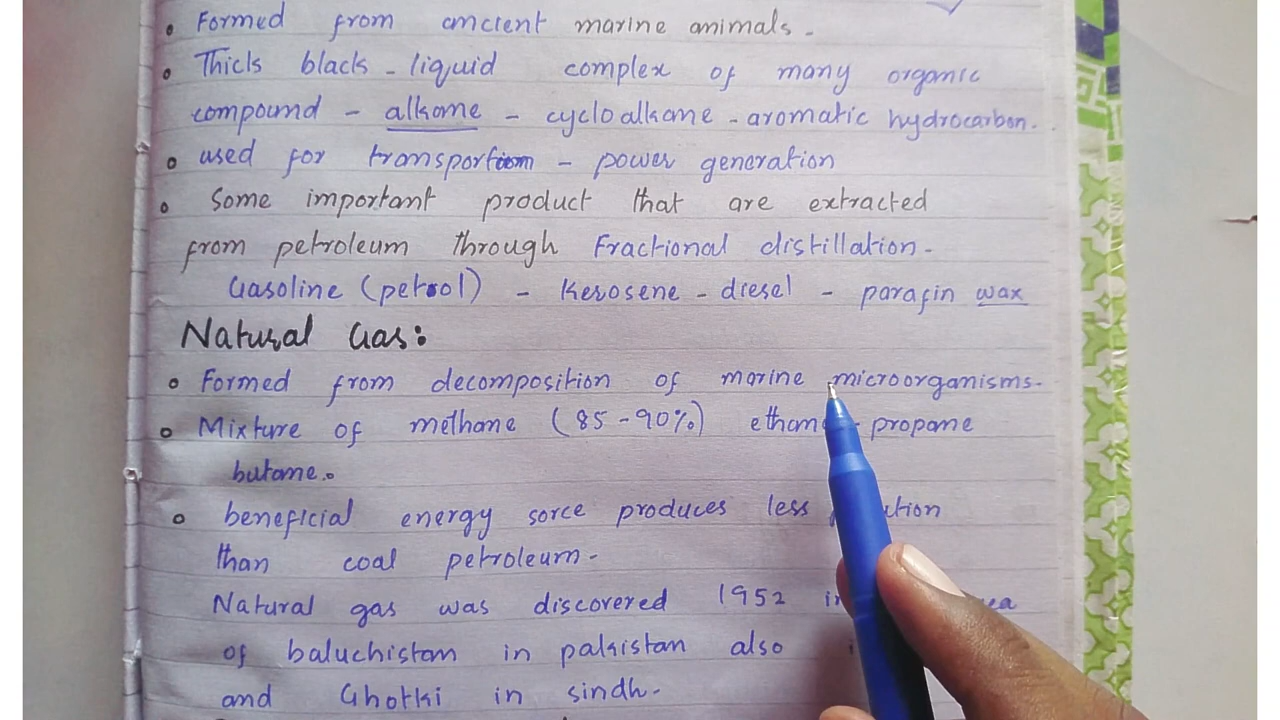 • Formed from ancient marine animals.
• Thick black - liquid complex of many organic
compound - alkane - cycloalkane - aromatic hydrocarbon.
• used for transportion - power generation
• Some important product that are extracted
from petroleum through Fractional distillation.
Gasoline (petrol) - Kerosene - diesel - parafin wax
Natural Gas:
• Formed from decomposition of marine microorganisms.
• Mixture of methane (85-90%) propane
butane.
• beneficial energy sorce produces less
than coal petroleum.
Natural gas was discovered 1952
of baluchistan in pakistan also
and Ghotki in sindh.